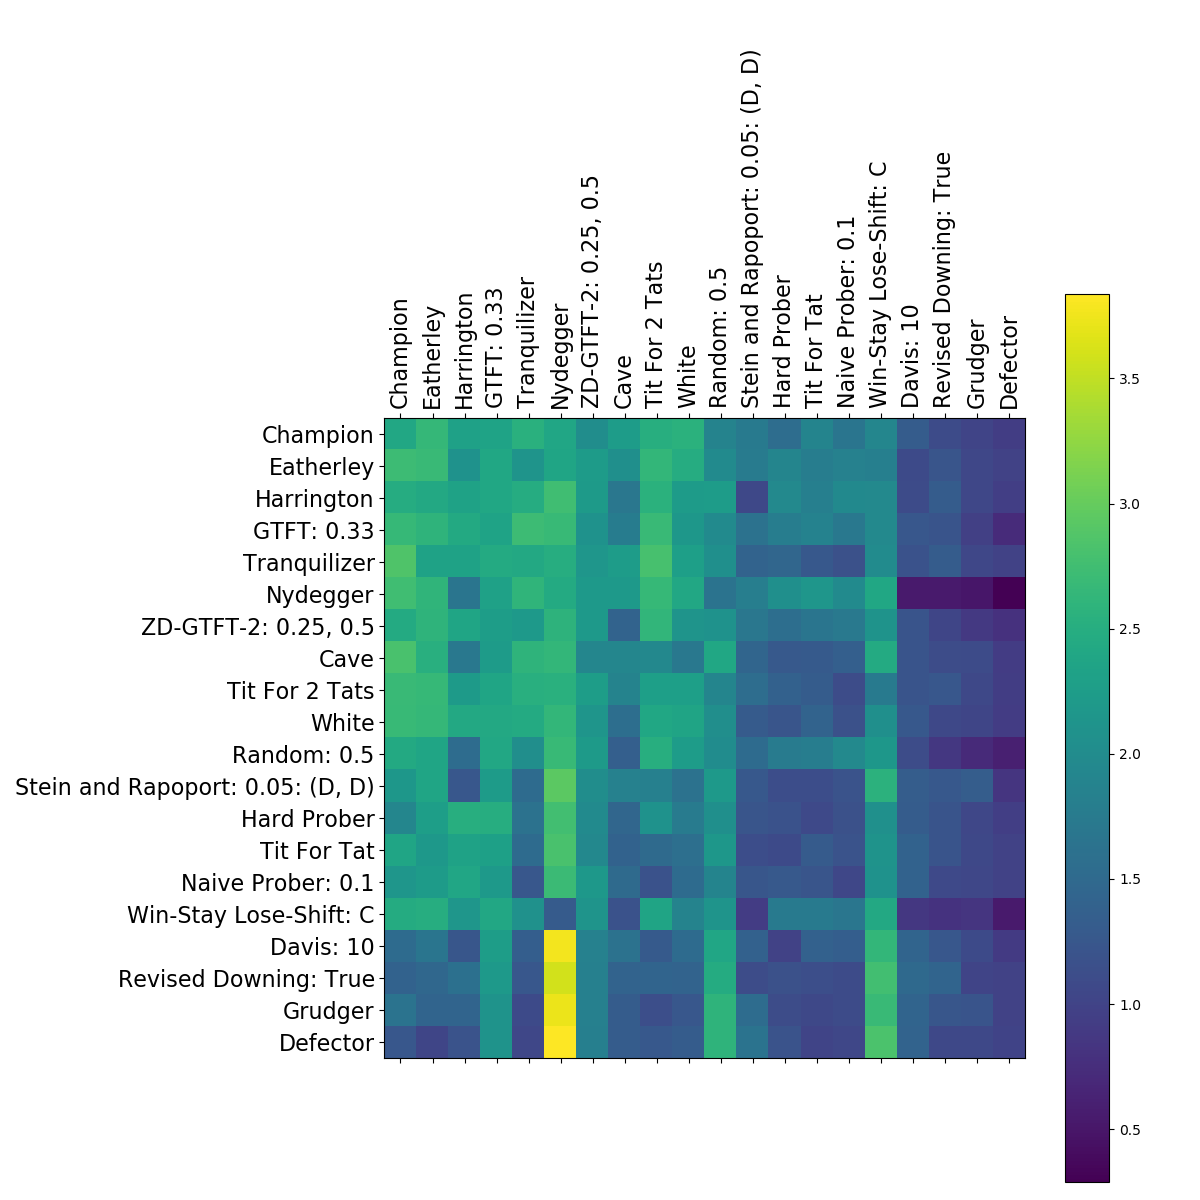 Champion
Eatherley
Harrington
GTFT: 0.33
Tranquilizer
Nydegger
ZD-GTFT-2: 0.25, 0.5
Cave
Tit For 2 Tats
White
Random: 0.5
Stein and Rapoport: 0.05: (D, D)
Hard Prober
Tit For Tat
Naive Prober: 0.1
Win-Stay Lose-Shift: C
Davis: 10
Revised Downing: True
Grudger
Defector
Champion
Eatherley
Harrington
GTFT: 0.33
Tranquilizer
Nydegger
ZD-GTFT-2: 0.25, 0.5
Cave
Tit For 2 Tats
White
Random: 0.5
Stein and Rapoport: 0.05: (D, D)
Hard Prober
Tit For Tat
Naive Prober: 0.1
Win-Stay Lose-Shift: C
Davis: 10
Revised Downing: True
Grudger
Defector
3.5
3.0
2.5
2.0
1.5
1.0
0.5